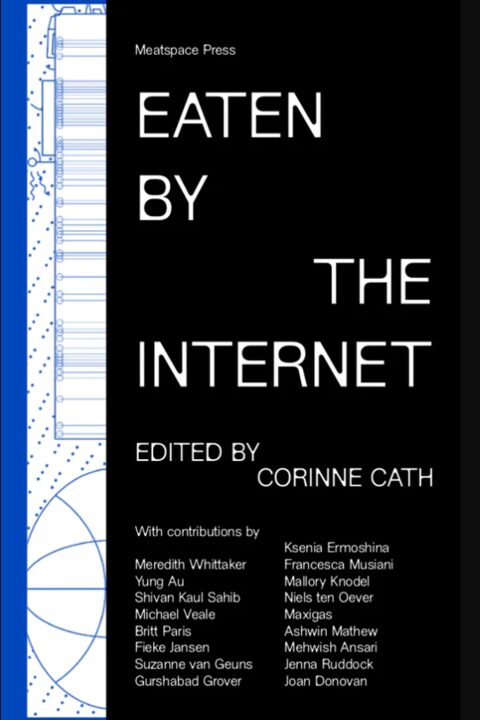 Meatspace Press
EATEN
BY
THE
INTERNET
EDITED BY
CORINNE CATH
With contributions by
Meredith Whittaker
Yung Au
Shivan Kaul Sahib
Michael Veale
Britt Paris
Fieke Jansen
Suzanne van Geuns
Gurshabad Grover
Ksenia Ermoshina
Francesca Musiani
Mallory Knodel
Niels ten Oever
Maxigas
Ashwin Mathew
Mehwish Ansari
Jenna Ruddock
Joan Donovan